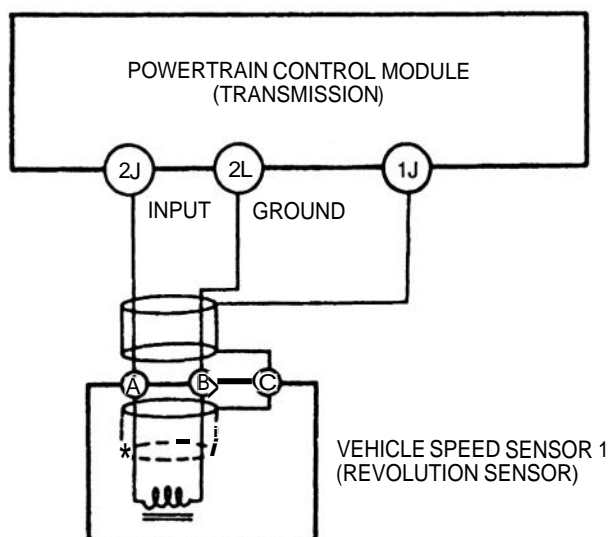 POWERTRAIN CONTROL MODULE
(TRANSMISSION)
2J 2L 1J
INPUT GROUND
A B C
VEHICLE SPEED SENSOR 1
(REVOLUTION SENSOR)